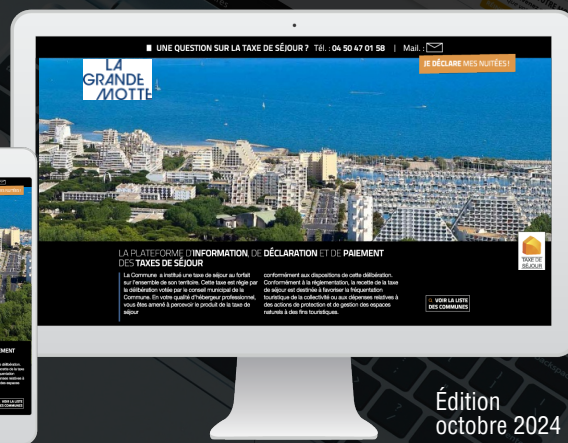 UNE QUESTION SUR LA TAXE DE SÉJOUR ? Tél. : 04 50 47 01 58 | Mail. :
JE DÉCLARE MES NUITÉES !
LA
GRANDE
MOTTE
LA PLATEFORME D'INFORMATION, DE DÉCLARATION ET DE PAIEMENT
DES TAXES DE SÉJOUR
La Commune a institué une taxe de séjour au forfait
sur l'ensemble de son territoire. Cette taxe est régie par
la délibération votée par le conseil municipal de la
Commune. En votre qualité d'hébergeur professionnel,
vous êtes amené à percevoir le produit de la taxe de
séjour
conformément aux dispositions de cette délibération.
Conformément à la réglementation, la recette de la taxe
de séjour est destinée à favoriser la fréquentation
touristique de la collectivité ou aux dépenses relatives à
des actions de protection et de gestion des espaces
naturels à des fins touristiques.
TAXE DE
SÉJOUR
VOIR LA LISTE
DES COMMUNES
VOIR LA LISTE
DES COMMUNES
Édition
octobre 2024